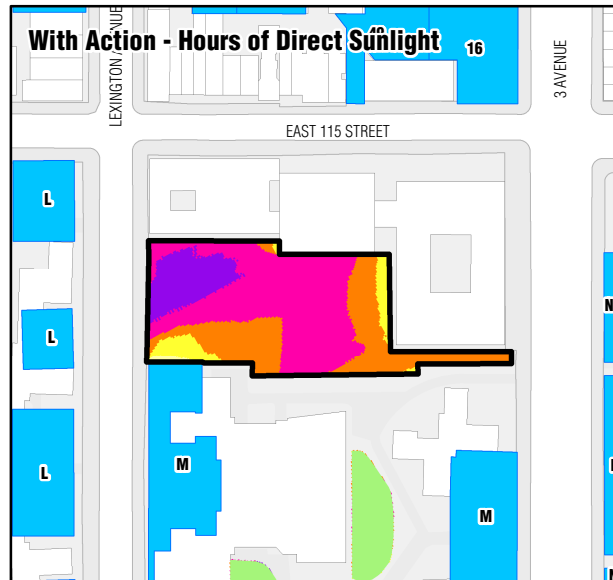 With Action - Hours of Direct Sunlight
LEXINGTON AVENUE
16
3 AVENUE
EAST 115 STREET
L
L
L
M
M
N
N